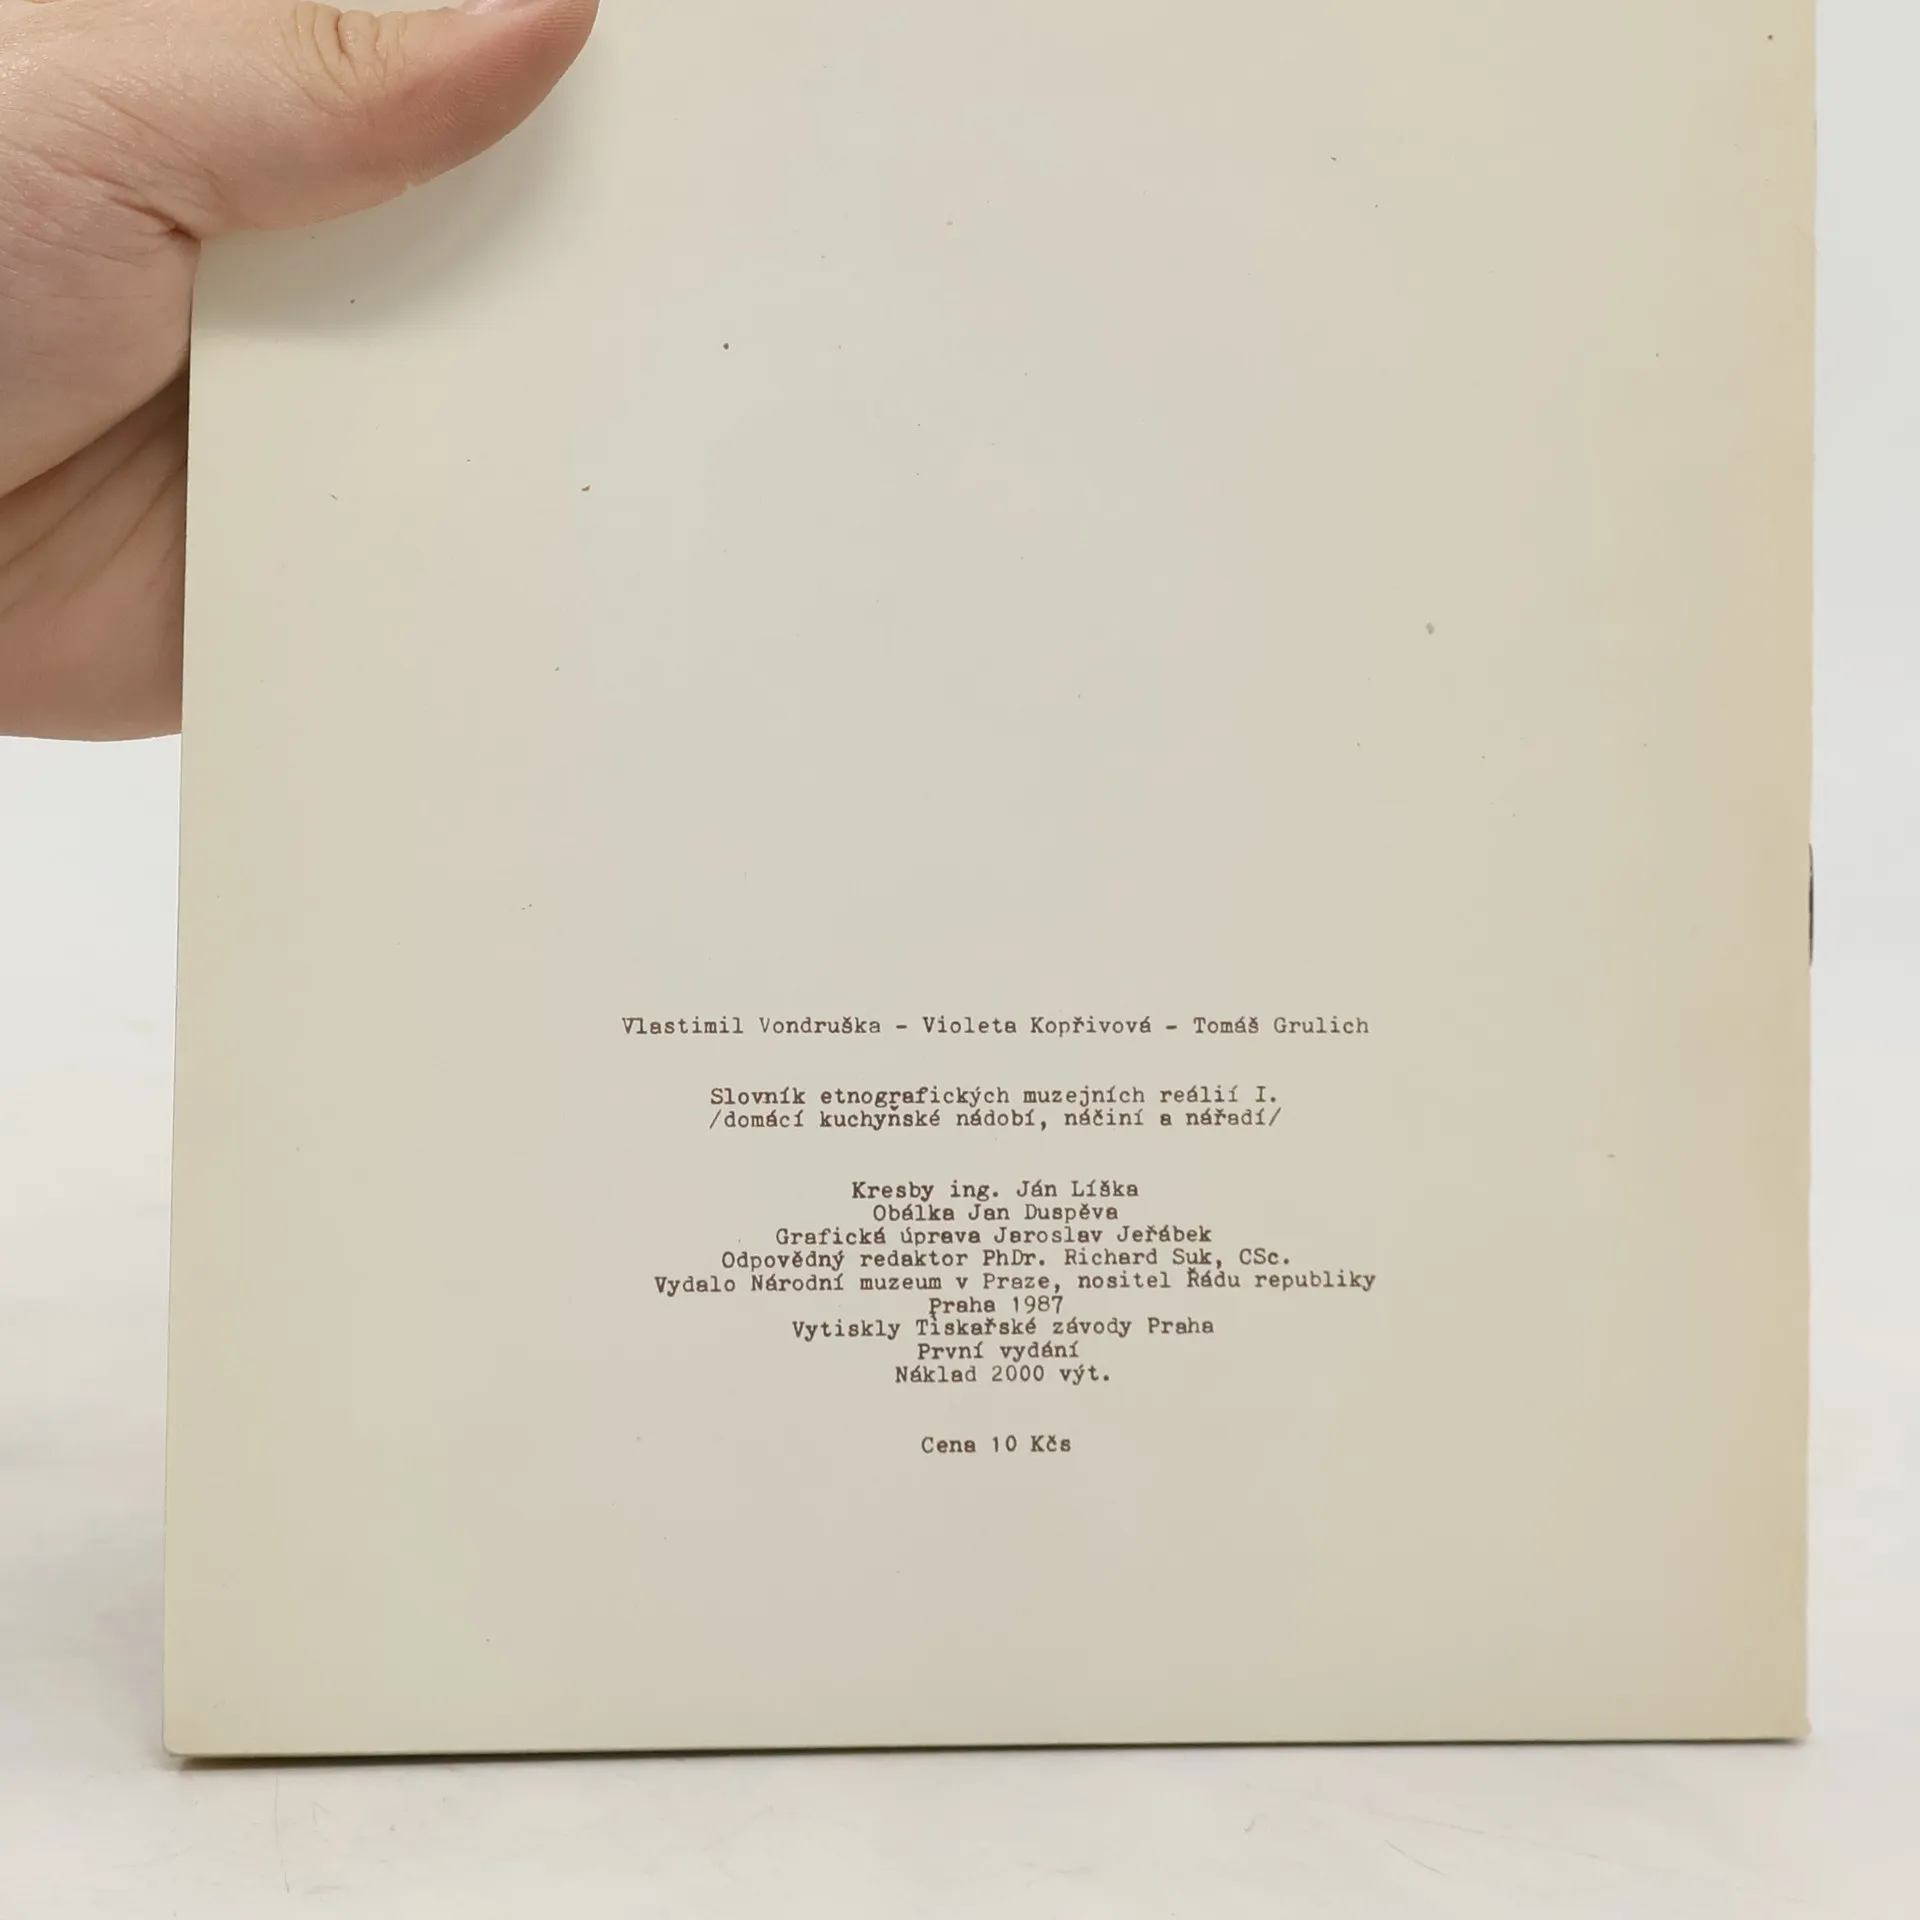 Vlastimil Vondruška - Violeta Kopřivová - Tomáš Grulich
Slovník etnografických muzejních reálií I.
/domácí kuchyňské nádobí, náčiní a nářadí/
Kresby ing. Ján Líška
Obálka Jan Duspěva
Grafická úprava Jaroslav Jeřábek
Odpovědný redaktor PhDr. Richard Suk, CSc.
Vydalo Národní muzeum v Praze, nositel Řádu republiky
Praha 1987
Vytiskly Tiskařské závody Praha
První vydání
Náklad 2000 výt.
Cena 10 Kčs